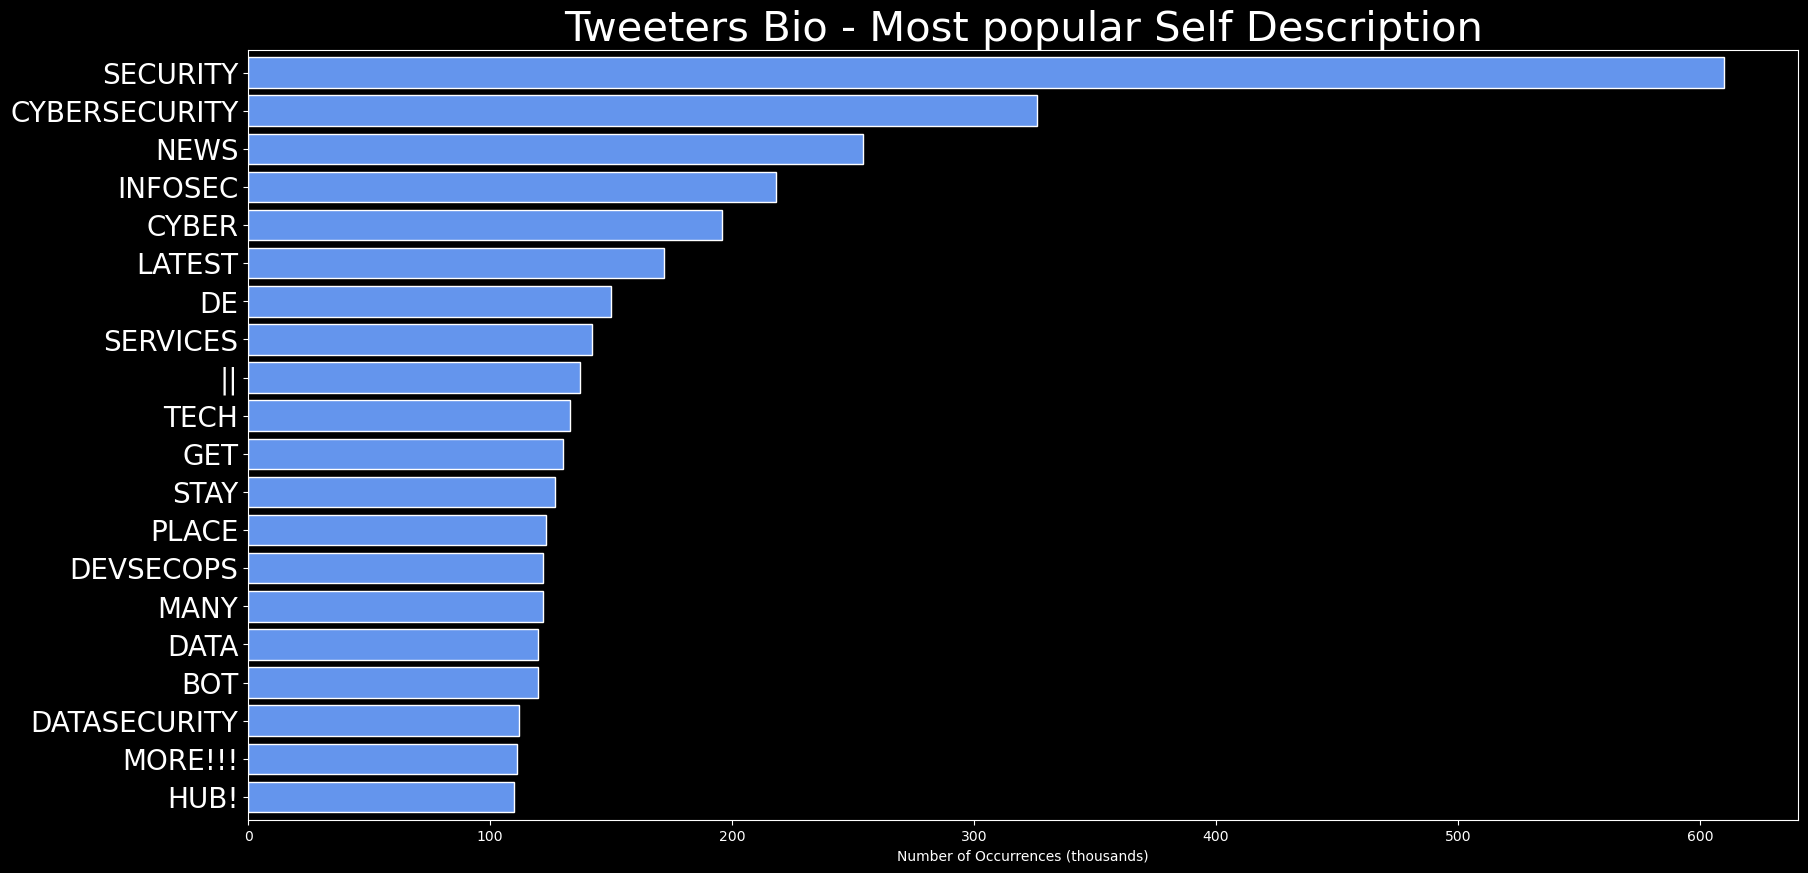 Tweeters Bio - Most popular Self Description
SECURITY
CYBERSECURITY
NEWS
INFOSEC
CYBER
LATEST
DE
SERVICES
||
TECH
GET
STAY
PLACE
DEVSECOPS
MANY
DATA
BOT
DATASECURITY
MORE!!!
HUB!
0 100 200 300 400 500 600
Number of Occurrences (thousands)